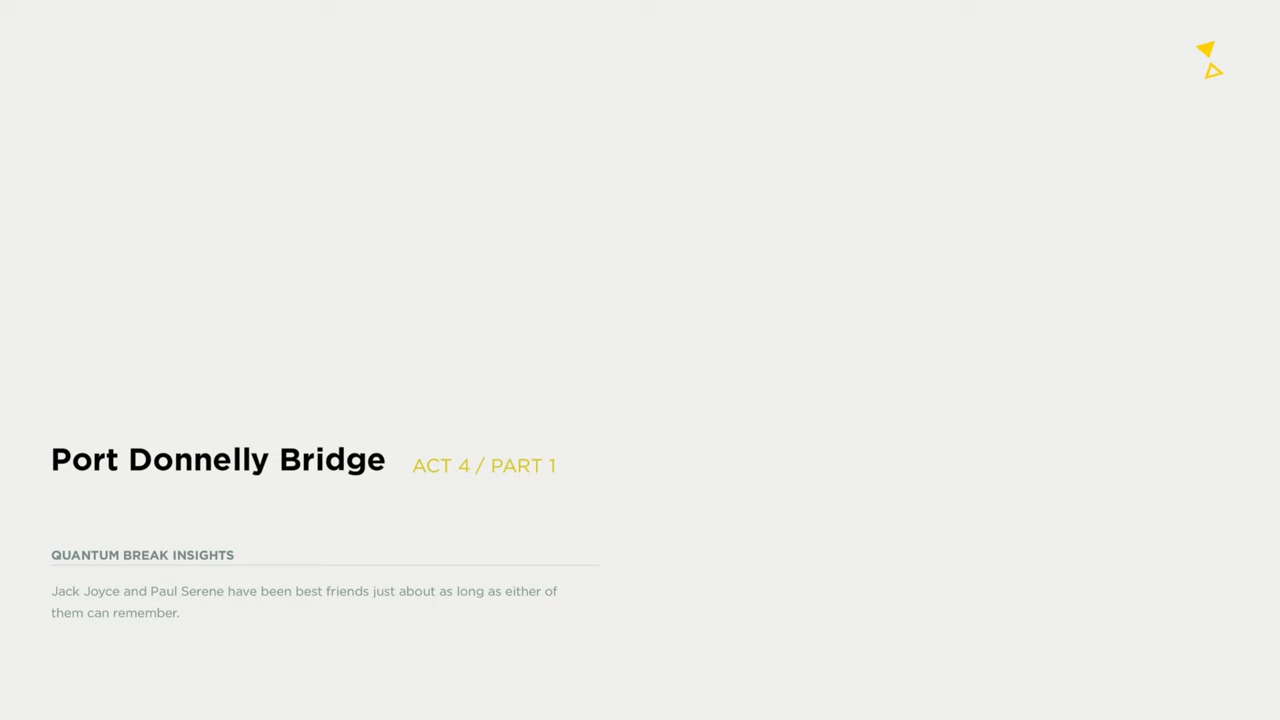 Port Donnelly Bridge ACT 4 / PART 1
QUANTUM BREAK INSIGHTS
Jack Joyce and Paul Serene have been best friends just about as long as either of
them can remember.